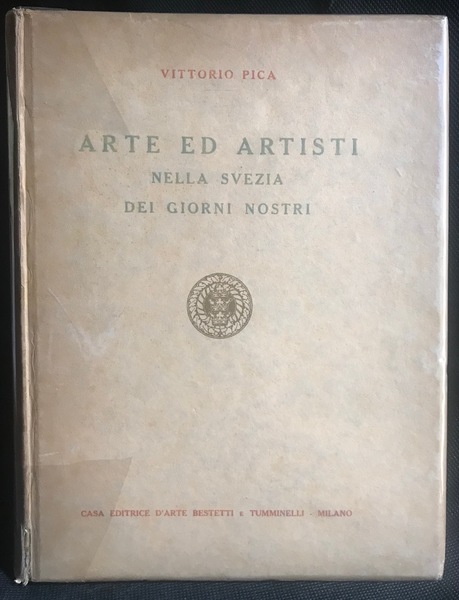 VITTORIO PICA
ARTE ED ARTISTI
NELLA SVEZIA
DEI GIORNI NOSTRI
CASA EDITRICE D'ARTE BESTETTI E TUMMINELLI - MILANO